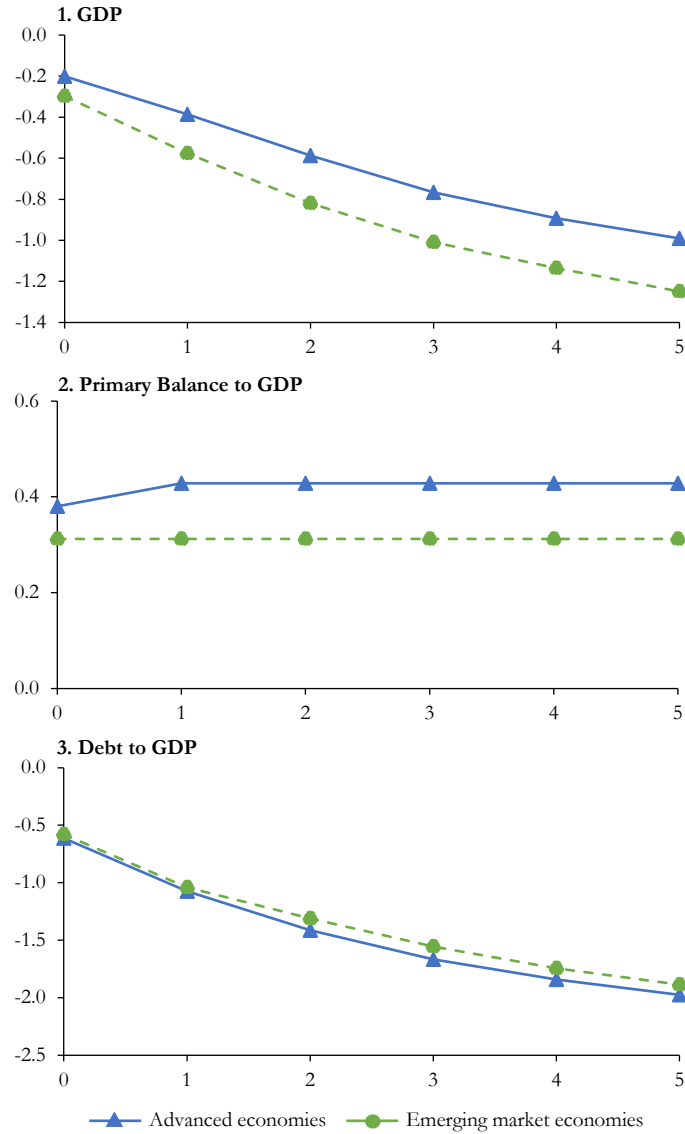 1. GDP
0.0
-0.2
-0.4
-0.6
-0.8
-1.0
-1.2
-1.4
0 1 2 3 4 5
2. Primary Balance to GDP
0.6
0.4
0.2
0.0
0 1 2 3 4 5
3. Debt to GDP
0.0
-0.5
-1.0
-1.5
-2.0
-2.5
0 1 2 3 4 5
Advanced economies Emerging market economies